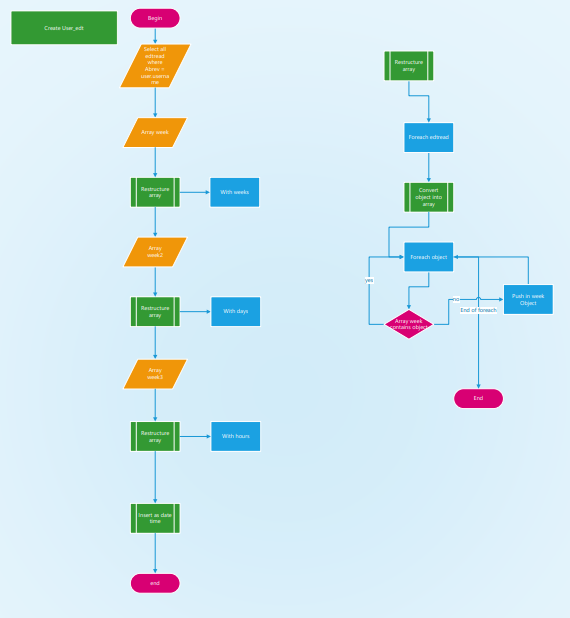 Create User_edt
Begin
Select all
edtread
where
Abrev =
user.userna
me
Array week
Restructure
array
With weeks
Array
week2
Restructure
array
With days
Array
week3
Restructure
array
With hours
Insert as date
time
end
Restructure
array
Foreach edtread
Convert
object into
array
Foreach object
yes
Array week
contains object
no
End of foreach
Push in week
Object
End